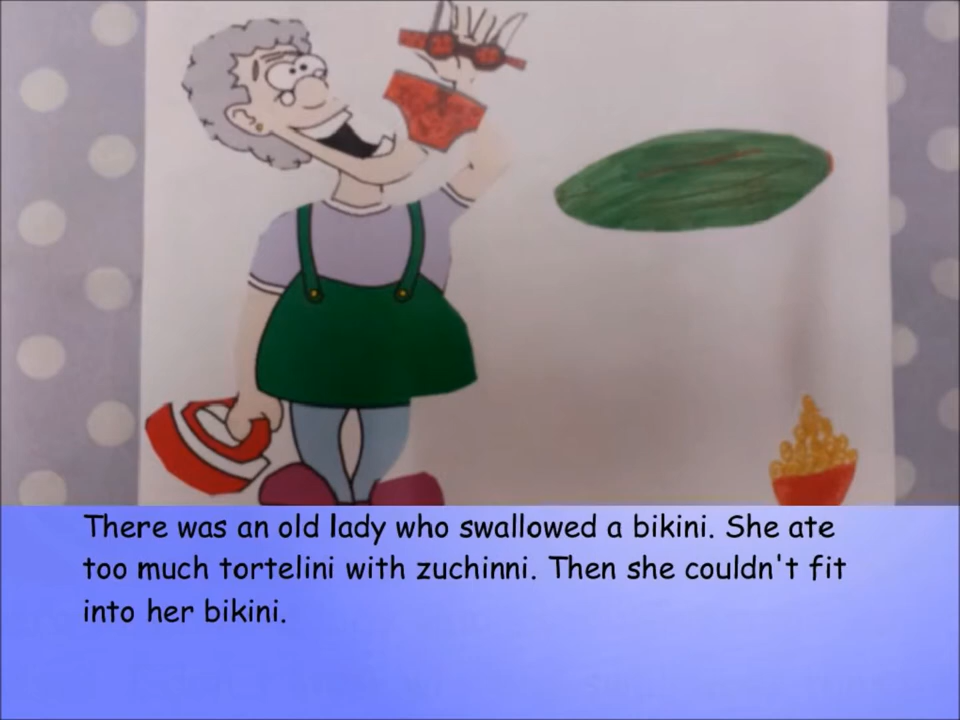 There was an old lady who swallowed a bikini. She ate
too much tortelini with zuchinni. Then she couldn't fit
into her bikini.